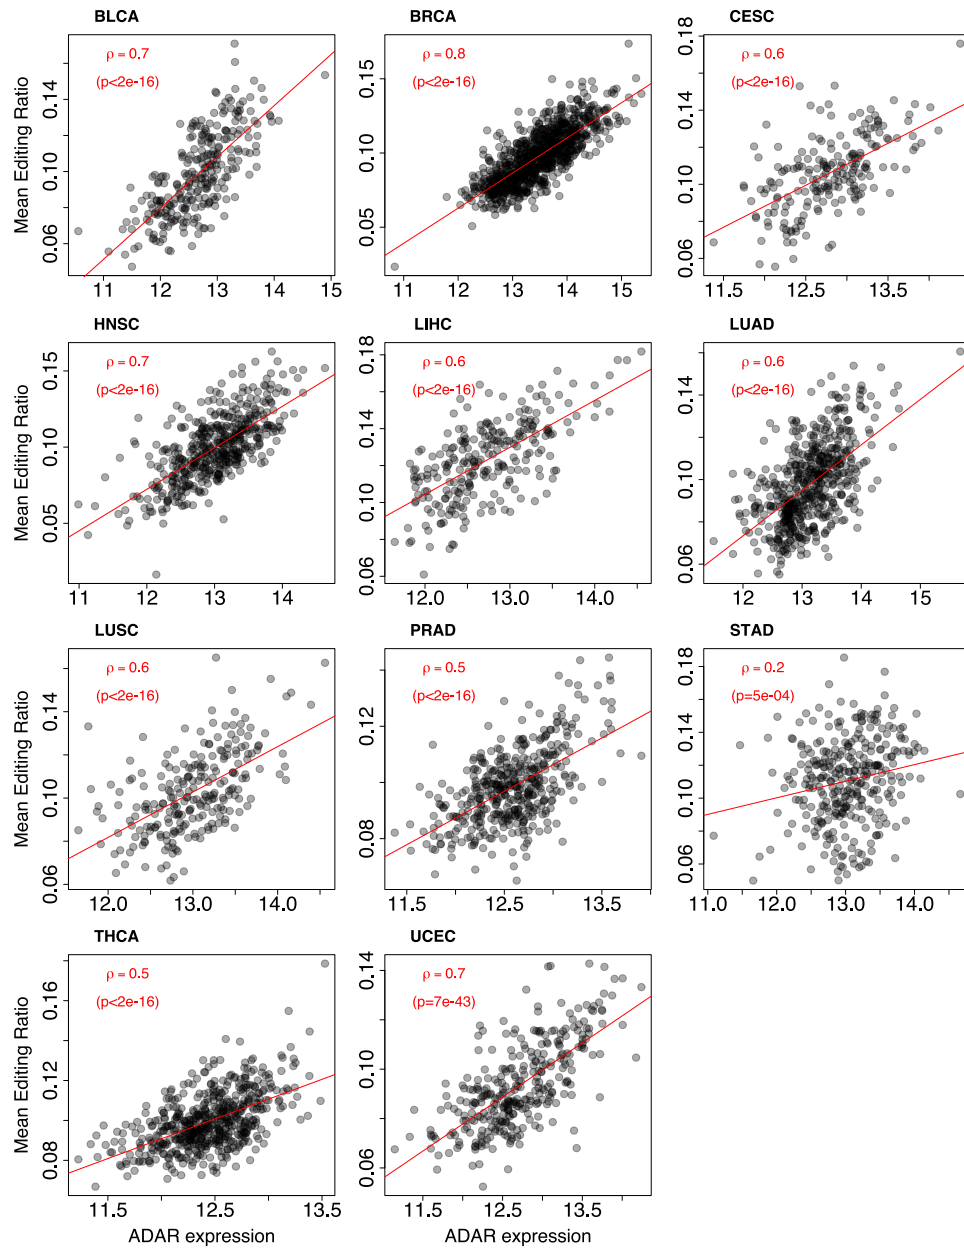 BLCA
BRCA
CESC
ρ = 0.7
(p<2e-16)
ρ = 0.8
(p<2e-16)
ρ = 0.6
(p<2e-16)
Mean Editing Ratio
0.06 0.10 0.14
0.05 0.10 0.15
0.06 0.10 0.14 0.18
11 12 13 14 15
11 12 13 14 15
11.5 12.5 13.5
HNSC
LIHC
LUAD
ρ = 0.7
(p<2e-16)
ρ = 0.6
(p<2e-16)
ρ = 0.6
(p<2e-16)
Mean Editing Ratio
0.05 0.10 0.15
0.06 0.10 0.14 0.18
0.06 0.10 0.14
11 12 13 14
12.0 13.0 14.0
12 13 14 15
LUSC
PRAD
STAD
ρ = 0.6
(p<2e-16)
ρ = 0.5
(p<2e-16)
ρ = 0.2
(p=5e-04)
Mean Editing Ratio
0.06 0.10 0.14
0.08 0.12
0.06 0.10 0.14 0.18
12.0 13.0 14.0
11.5 12.5 13.5
11.0 12.0 13.0 14.0
THCA
UCEC
ρ = 0.5
(p<2e-16)
ρ = 0.7
(p=7e-43)
Mean Editing Ratio
0.08 0.12 0.16
0.06 0.10 0.14
11.5 12.5 13.5
11 12 13 14
ADAR expression
ADAR expression